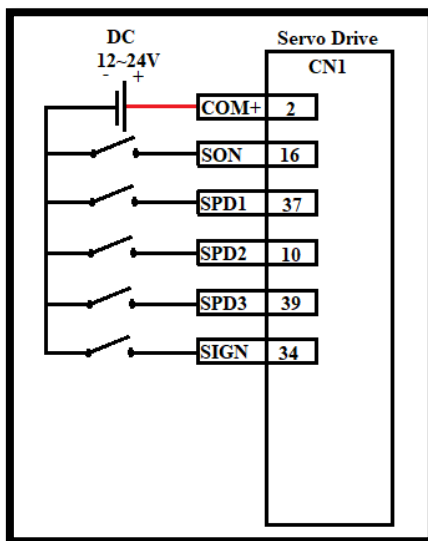 DC
12~24V
- +
Servo Drive
CN1
COM+ 2
SON 16
SPD1 37
SPD2 10
SPD3 39
SIGN 34